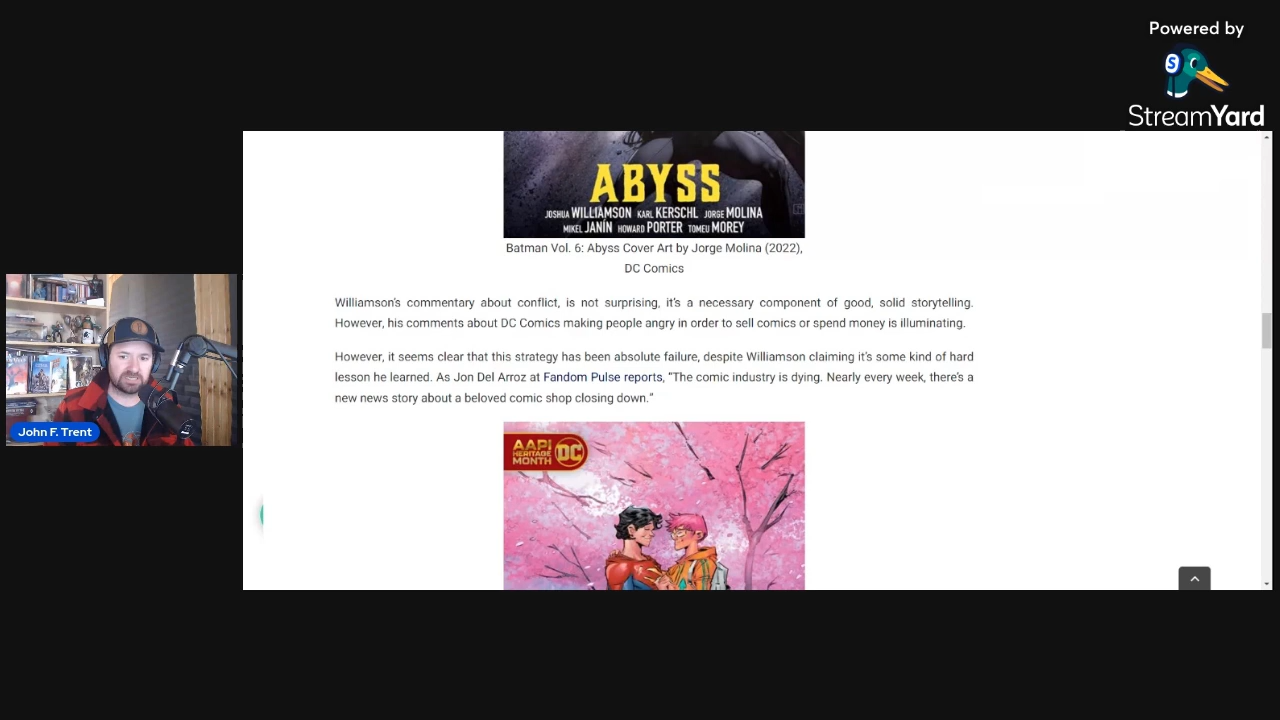 Powered by
S
StreamYard
ABYSS
JOSHUA WILLIAMSON KARL KERSCHL JORGE MOLINA
MIKEL JANÍN HOWARD PORTER TOMEU MOREY
Batman Vol. 6: Abyss Cover Art by Jorge Molina (2022),
DC Comics
Williamson's commentary about conflict, is not surprising, it's a necessary component of good, solid storytelling.
However, his comments about DC Comics making people angry in order to sell comics or spend money is illuminating.
However, it seems clear that this strategy has been absolute failure, despite Williamson claiming it's some kind of hard
lesson he learned. As Jon Del Arroz at Fandom Pulse reports, "The comic industry is dying. Nearly every week, there's a
new news story about a beloved comic shop closing down."
AAPI
HERITAGE
MONTH
DC
John F. Trent